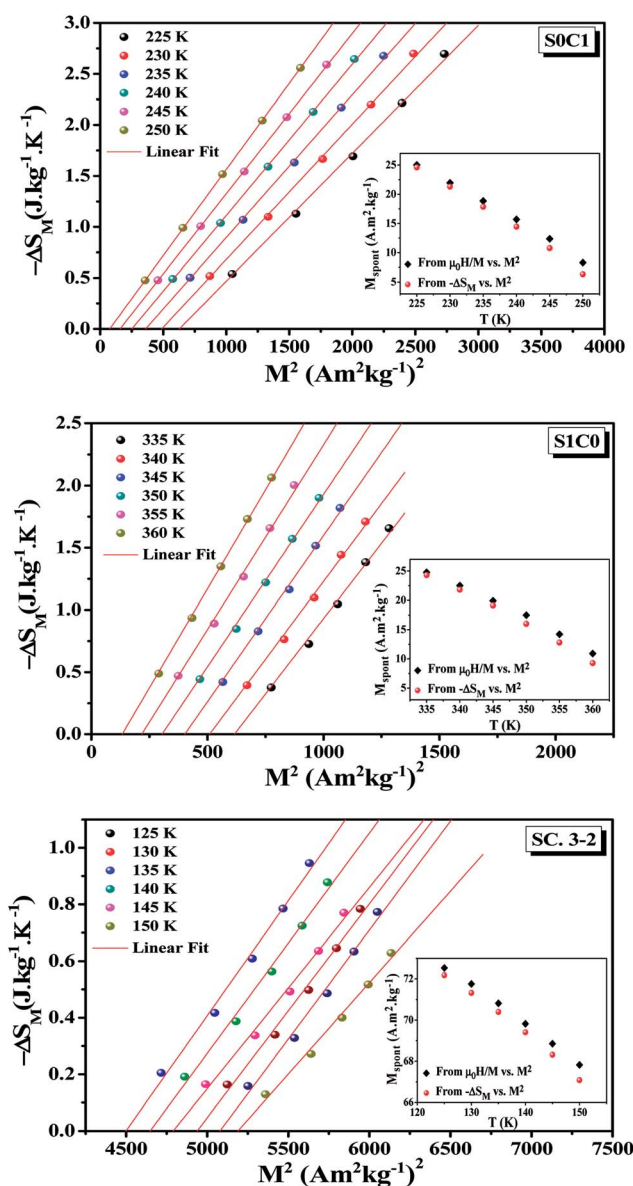 S0C1
225 K
230 K
235 K
240 K
245 K
250 K
Linear Fit
−ΔS_M(J.kg⁻¹.K⁻¹)
3.0
2.5
2.0
1.5
1.0
0.5
0.0
0 500 1000 1500 2000 2500 3000 3500 4000
M² (Am²kg⁻¹)²
M_spont (A.m².kg⁻¹)
25
20
15
10
5
From μ₀H/M vs. M²
From -ΔS_M vs. M²
225 230 235 240 245 250
T (K)
S1C0
335 K
340 K
345 K
350 K
355 K
360 K
Linear Fit
−ΔS_M(J.kg⁻¹.K⁻¹)
2.5
2.0
1.5
1.0
0.5
0.0
0 500 1000 1500 2000
M² (Am²kg⁻¹)²
M_spont (A.m².kg⁻¹)
25
20
15
10
5
From μ₀H/M vs. M²
From -ΔS_M vs. M²
335 340 345 350 355 360
T (K)
SC. 3-2
125 K
130 K
135 K
140 K
145 K
150 K
Linear Fit
−ΔS_M(J.kg⁻¹.K⁻¹)
1.0
0.8
0.6
0.4
0.2
0.0
4500 5000 5500 6000 6500 7000 7500
M² (Am²kg⁻¹)²
M_spont (A.m².kg⁻¹)
72
70
68
66
From μ₀H/M vs. M²
From -ΔS_M vs. M²
120 130 140 150
T (K)